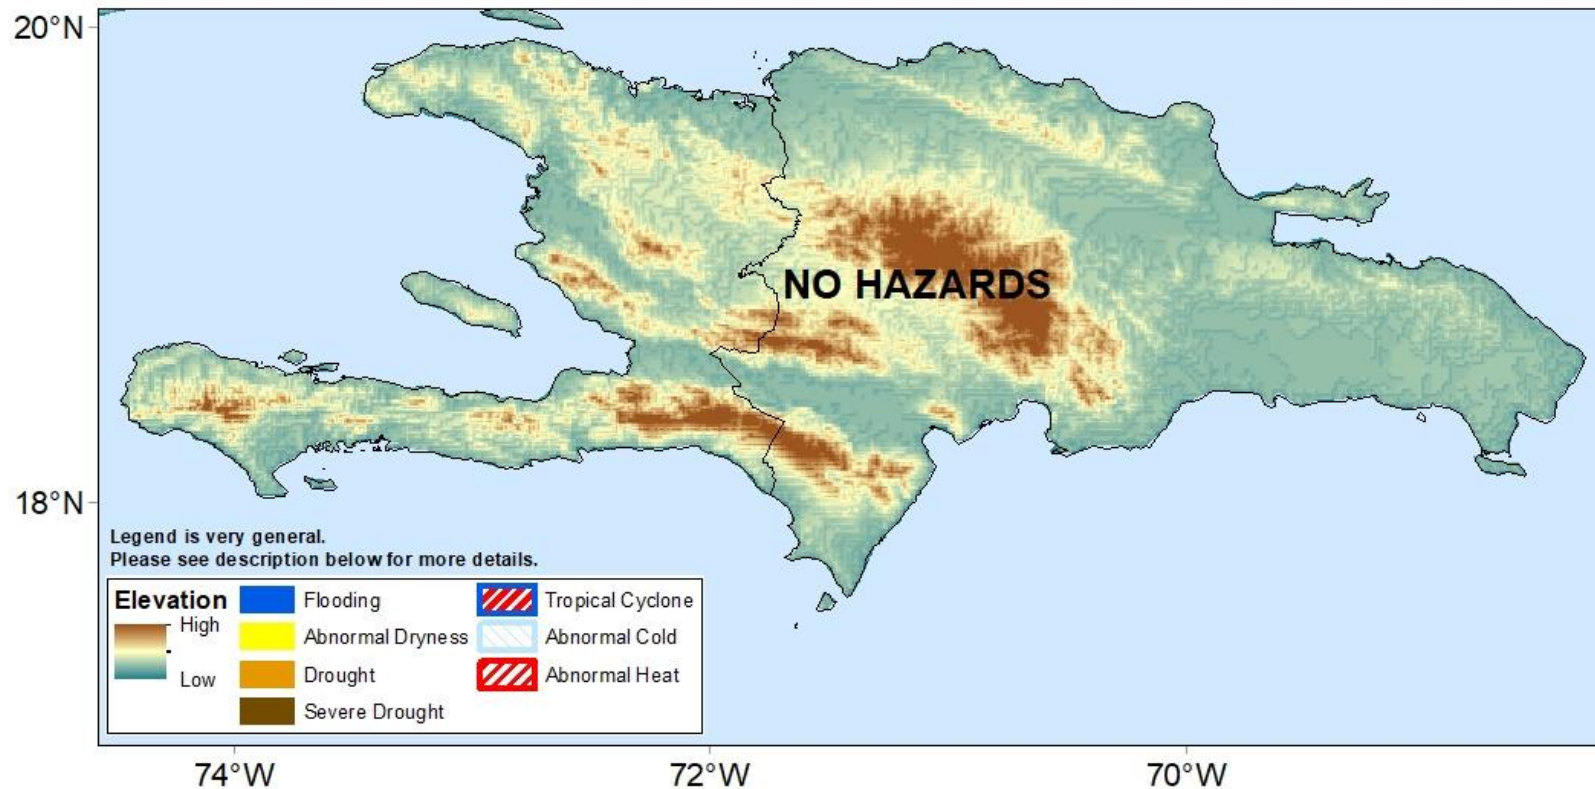 20°N
NO HAZARDS
18°N
Legend is very general.
Please see description below for more details.
Elevation
High
Low
Flooding
Abnormal Dryness
Drought
Severe Drought
Tropical Cyclone
Abnormal Cold
Abnormal Heat
74°W
72°W
70°W